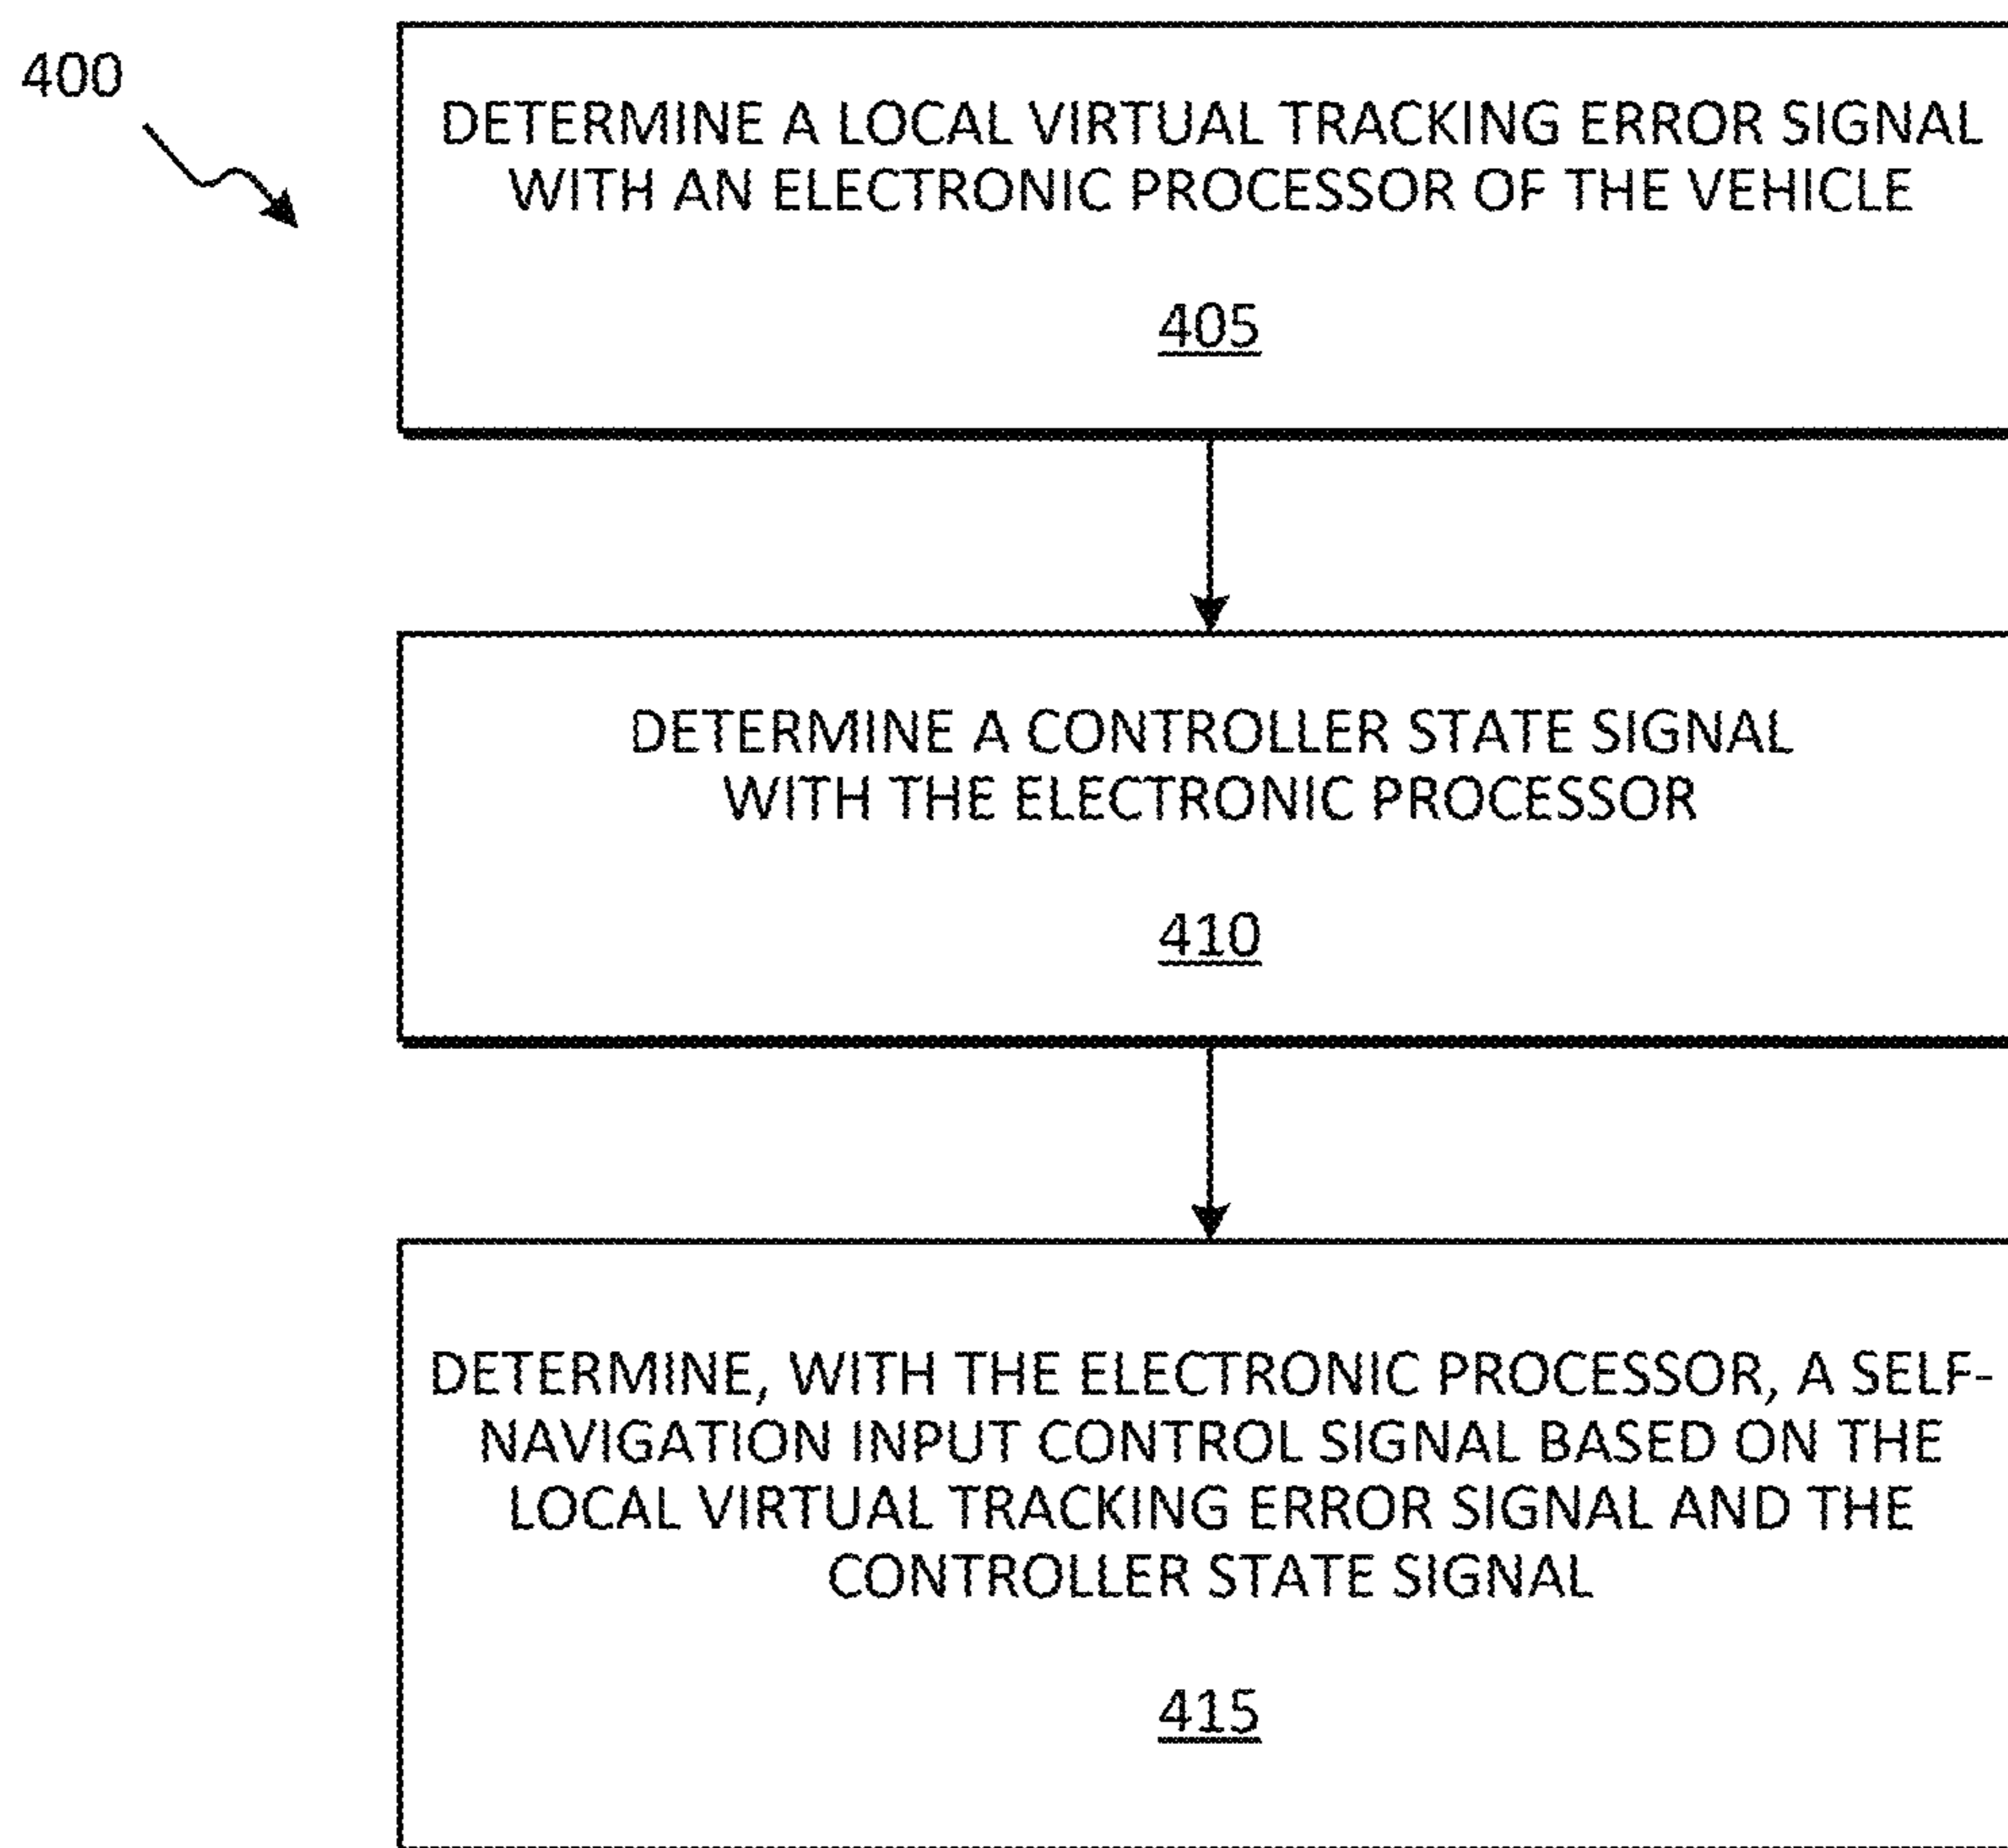 400
DETERMINE A LOCAL VIRTUAL TRACKING ERROR SIGNAL
WITH AN ELECTRONIC PROCESSOR OF THE VEHICLE
405
DETERMINE A CONTROLLER STATE SIGNAL
WITH THE ELECTRONIC PROCESSOR
410
DETERMINE, WITH THE ELECTRONIC PROCESSOR, A SELF-
NAVIGATION INPUT CONTROL SIGNAL BASED ON THE
LOCAL VIRTUAL TRACKING ERROR SIGNAL AND THE
CONTROLLER STATE SIGNAL
415